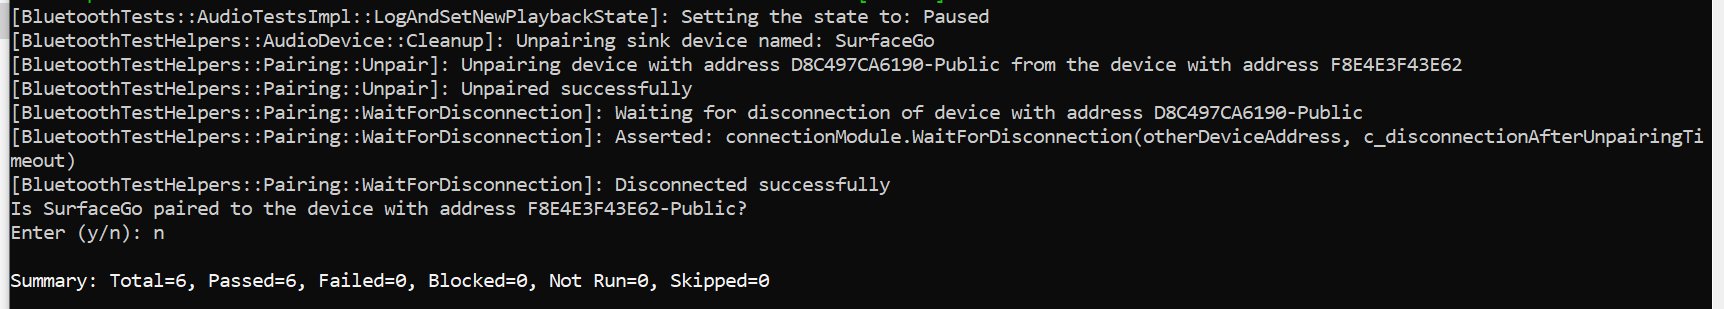 [BluetoothTests::AudioTestsImpl::LogAndSetNewPlaybackState]: Setting the state to: Paused
[BluetoothTestHelpers::AudioDevice::Cleanup]: Unpairing sink device named: SurfaceGo
[BluetoothTestHelpers::Pairing::Unpair]: Unpairing device with address D8C497CA6190-Public from the device with address F8E4E3F43E62
[BluetoothTestHelpers::Pairing::Unpair]: Unpaired successfully
[BluetoothTestHelpers::Pairing::WaitForDisconnection]: Waiting for disconnection of device with address D8C497CA6190-Public
[BluetoothTestHelpers::Pairing::WaitForDisconnection]: Asserted: connectionModule.WaitForDisconnection(otherDeviceAddress, c_disconnectionAfterUnpairingTi
meout)
[BluetoothTestHelpers::Pairing::WaitForDisconnection]: Disconnected successfully
Is SurfaceGo paired to the device with address F8E4E3F43E62-Public?
Enter (y/n): n
Summary: Total=6, Passed=6, Failed=0, Blocked=0, Not Run=0, Skipped=0